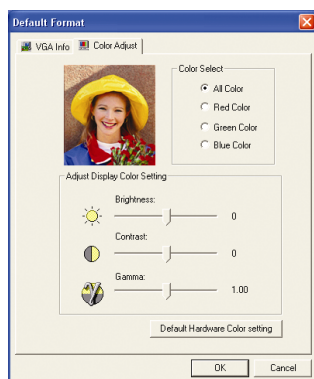 Default Format
VGA Info
Color Adjust
Color Select
All Color
Red Color
Green Color
Blue Color
Adjust Display Color Setting
Brightness:
0
Contrast:
0
Gamma:
1.00
Default Hardware Color setting
OK
Cancel